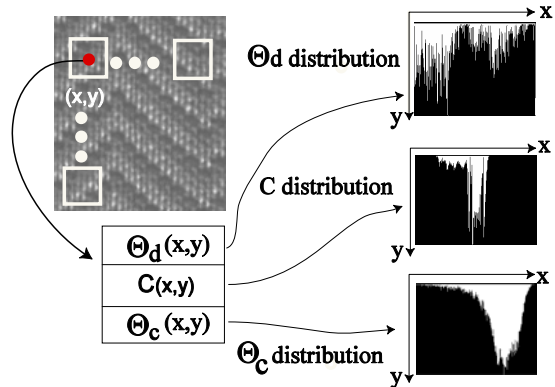 (x,y)
Θd distribution
x
y
C distribution
x
y
Θd(x,y)
C(x,y)
Θc(x,y)
Θc distribution
x
y